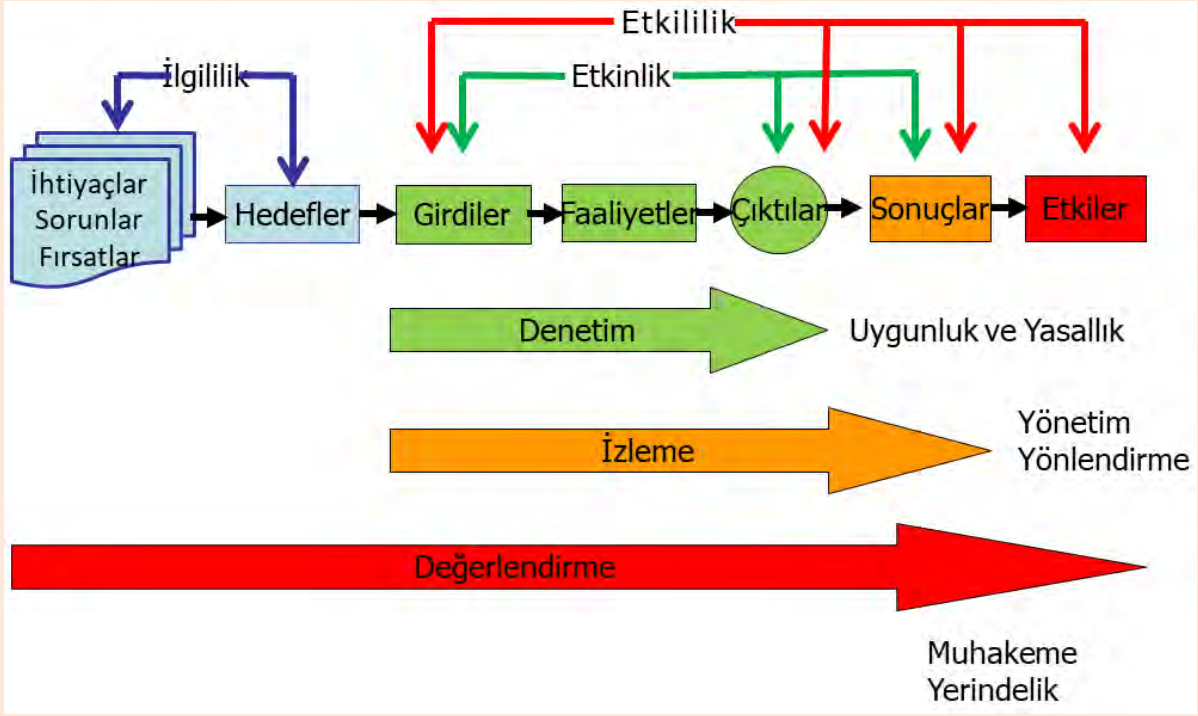 Etkililik
İlgililik
Etkinlik
İhtiyaçlar
Sorunlar
Fırsatlar
Hedefler
Girdiler
Faaliyetler
Çıktılar
Sonuçlar
Etkiler
Denetim
Uygunluk ve Yasallık
İzleme
Yönetim
Yönlendirme
Değerlendirme
Muhakeme
Yerindelik